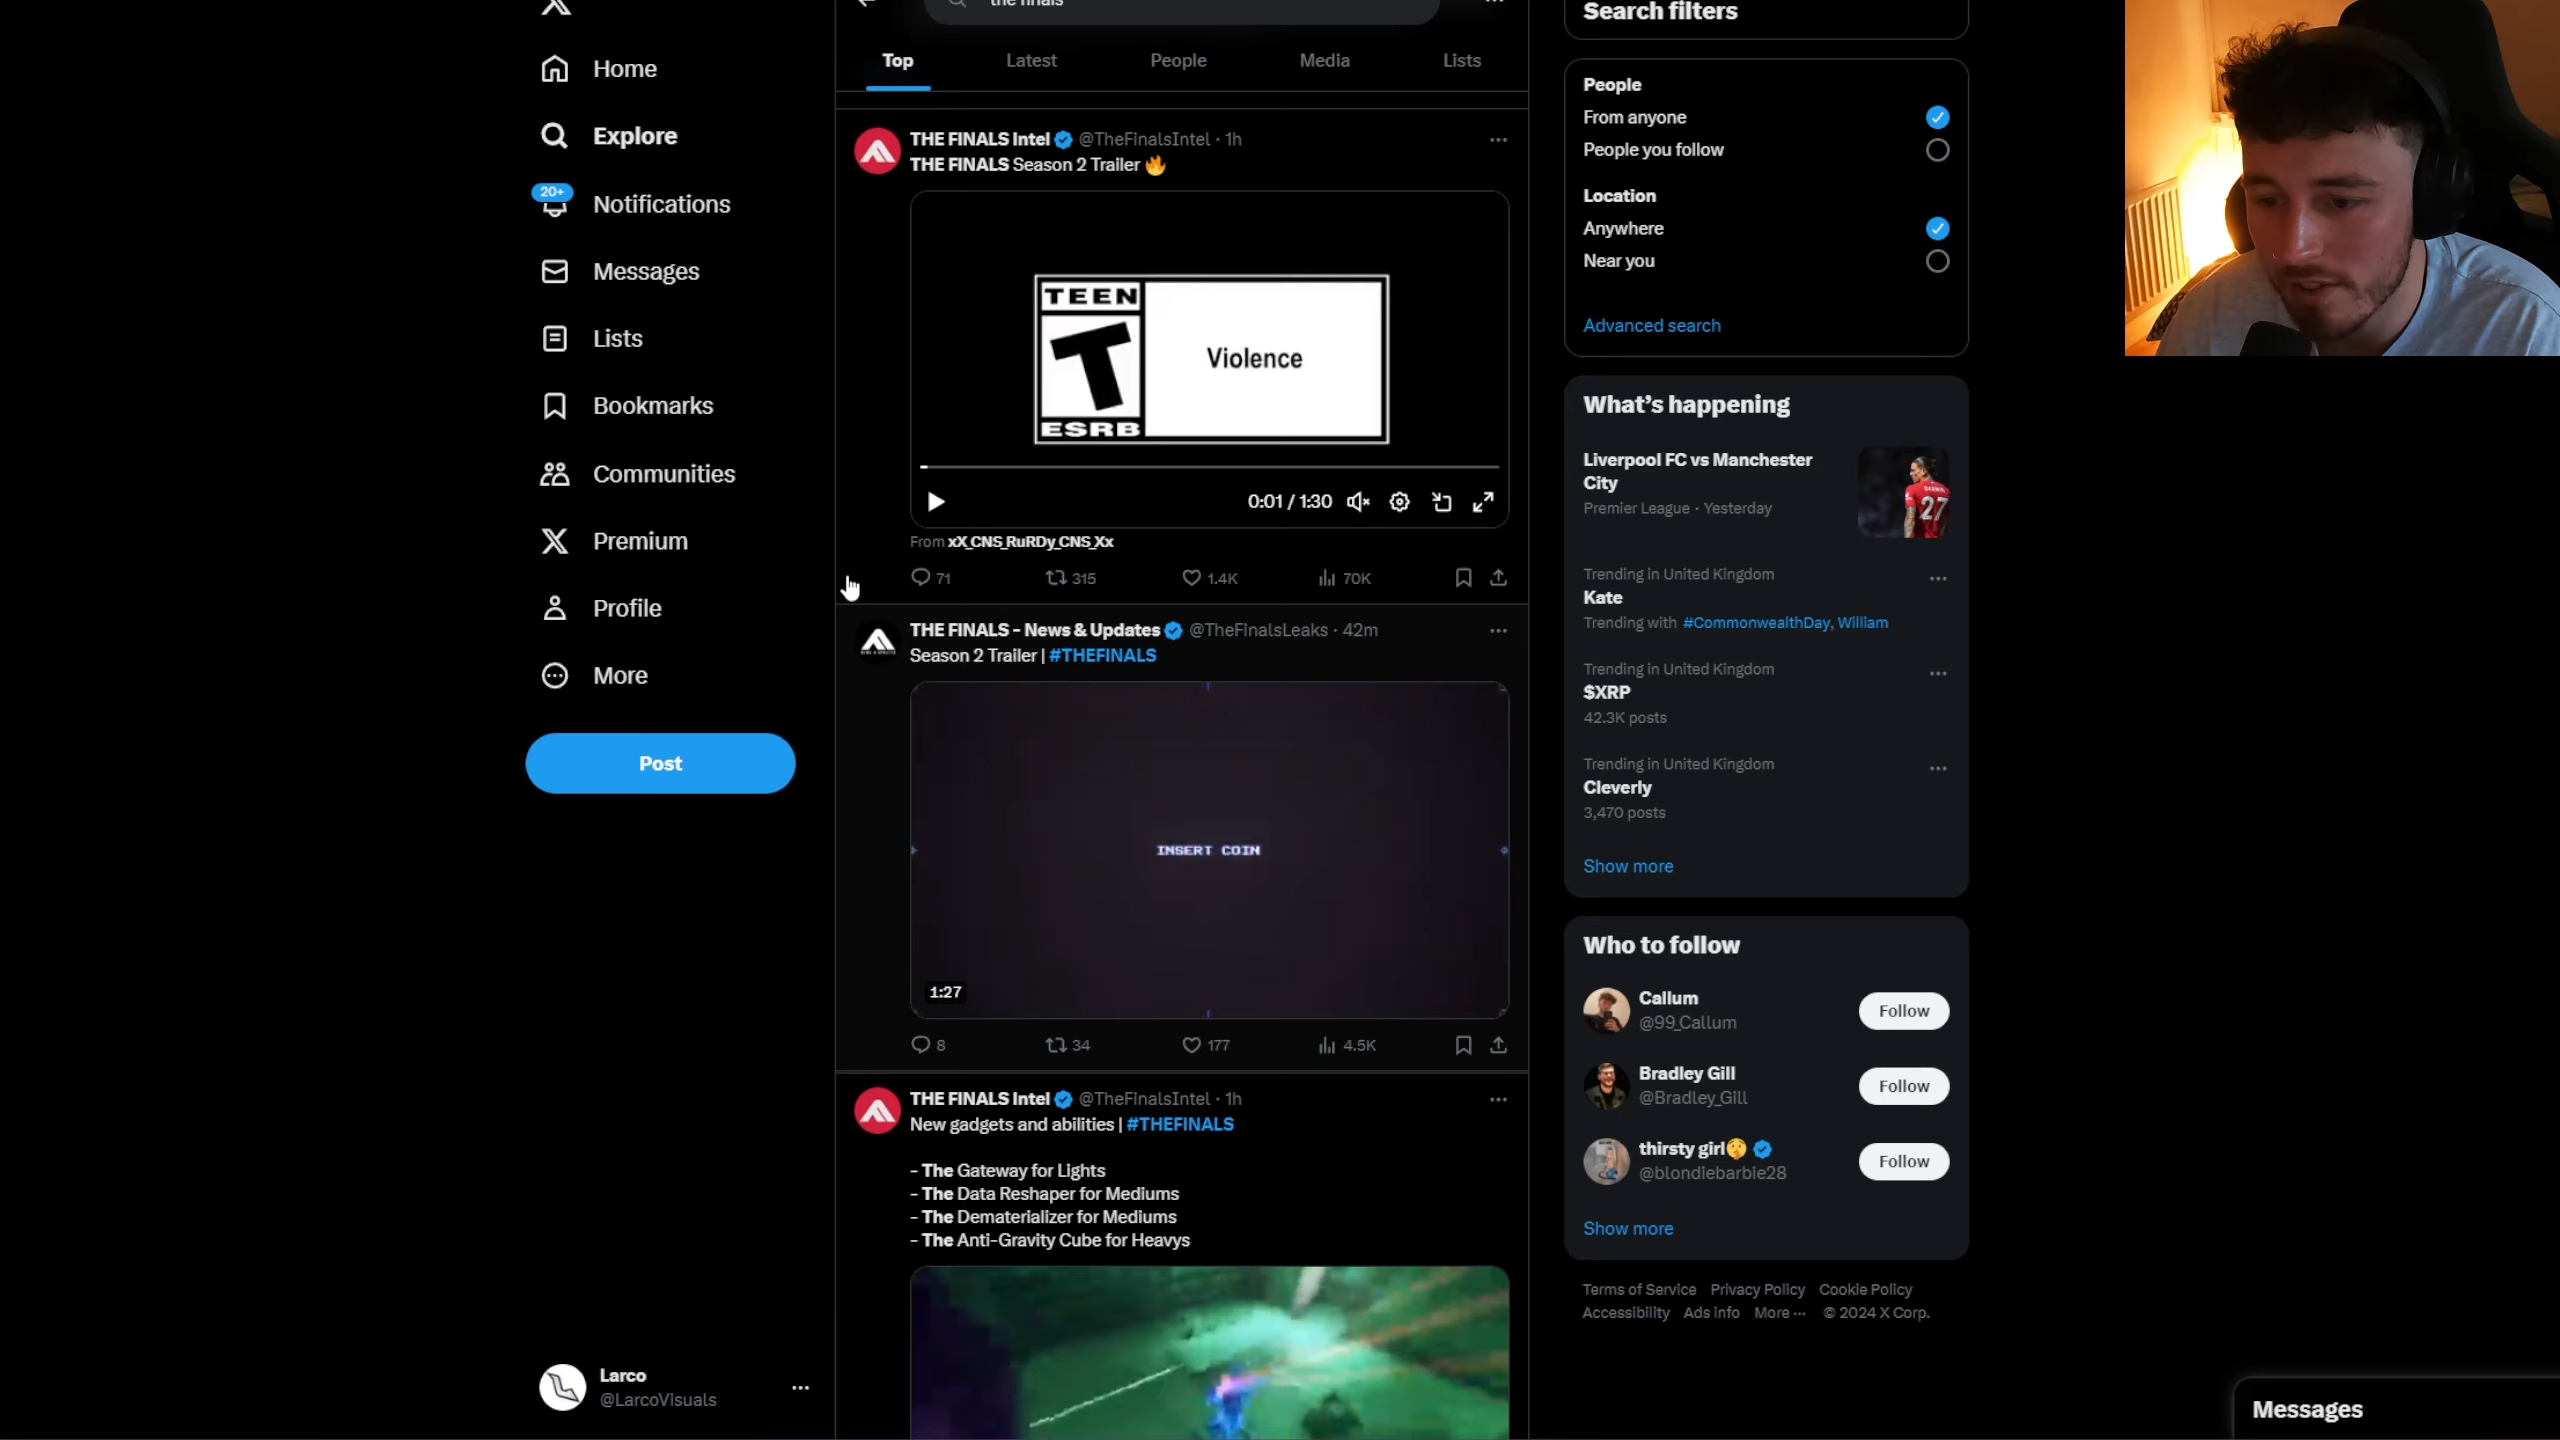 the finals
Top
Latest
People
Media
Lists
Home
Explore
20+
Notifications
Messages
Lists
Bookmarks
Communities
Premium
Profile
More
Post
Larco
@LarcoVisuals
THE FINALS Intel @TheFinalsIntel · 1h
THE FINALS Season 2 Trailer 🔥
TEEN
T
ESRB
Violence
0:01 / 1:30
From xX_CNS_RuRDy_CNS_Xx
71
315
1.4K
70K
THE FINALS – News & Updates @TheFinalsLeaks · 42m
Season 2 Trailer | #THEFINALS
INSERT COIN
1:27
8
34
177
4.5K
THE FINALS Intel @TheFinalsIntel · 1h
New gadgets and abilities | #THEFINALS
- The Gateway for Lights
- The Data Reshaper for Mediums
- The Dematerializer for Mediums
- The Anti-Gravity Cube for Heavys
Search filters
People
From anyone
People you follow
Location
Anywhere
Near you
Advanced search
What's happening
Liverpool FC vs Manchester
City
Premier League · Yesterday
27
Trending in United Kingdom
Kate
Trending with #CommonwealthDay, William
Trending in United Kingdom
$XRP
42.3K posts
Trending in United Kingdom
Cleverly
3,470 posts
Show more
Who to follow
Callum
@99_Callum
Follow
Bradley Gill
@Bradley_Gill
Follow
thirsty girl🤫
@blondiebarbie28
Follow
Show more
Terms of Service Privacy Policy Cookie Policy
Accessibility Ads info More ··· © 2024 X Corp.
Messages